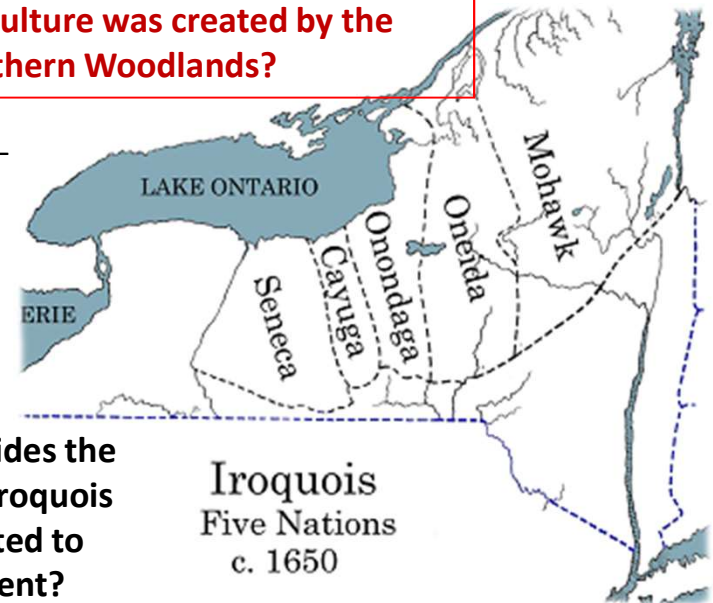 ulture was created by the
thern Woodlands?
LAKE ONTARIO
ERIE
Seneca
Cayuga
Onondaga
Oneida
Mohawk
ides the
roquois
ted to
ent?
Iroquois
Five Nations
c. 1650